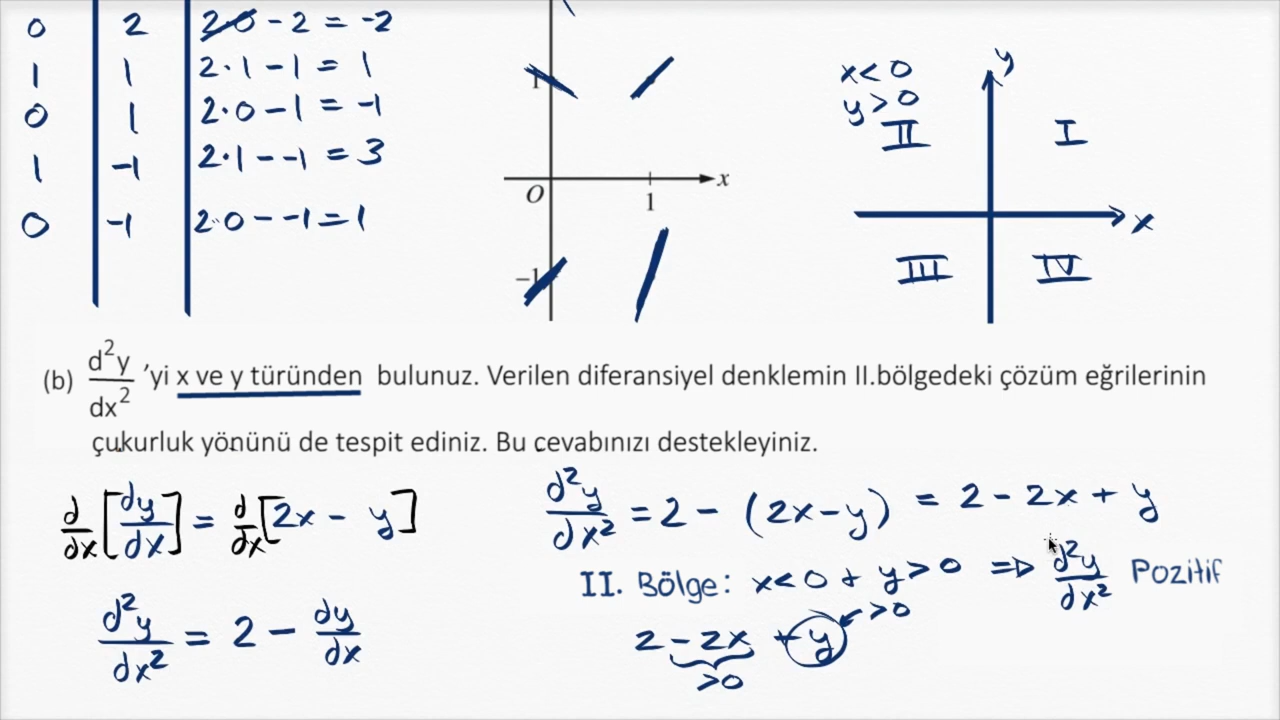 0 2 2·0 - 2 = -2
1 1 2·1 - 1 = 1
0 1 2·0 - 1 = -1
1 -1 2·1 - -1 = 3
0 -1 2·0 - -1 = 1
1
O 1 x
-1
y
x<0
y>0
II I
x
III IV
(b) d²y/dx² ’yi x ve y türünden bulunuz. Verilen diferansiyel denklemin II.bölgedeki çözüm eğrilerinin
çukurluk yönünü de tespit ediniz. Bu cevabınızı destekleyiniz.
d/dx [dy/dx] = d/dx [2x - y]
d²y/dx² = 2 - dy/dx
d²y/dx² = 2 - (2x-y) = 2 - 2x + y
II. Bölge: x<0 + y>0 ⇒ d²y/dx² Pozitif
2 - 2x + y >0
>0